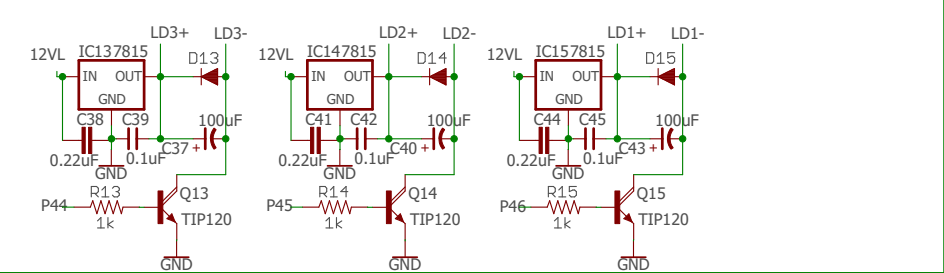 LD3+ LD3- LD2+ LD2- LD1+ LD1-
12VL IC137815 D13 12VL IC147815 D14 12VL IC157815 D15
IN OUT IN OUT IN OUT
GND GND GND
C38 C39 100uF C41 C42 100uF C44 C45 100uF
0.22uF 0.1uF C37 + 0.22uF 0.1uF C40 + 0.22uF 0.1uF C43 +
GND GND GND
R13 Q13 R14 Q14 R15 Q15
P44 P45 P46
1k TIP120 1k TIP120 1k TIP120
GND GND GND